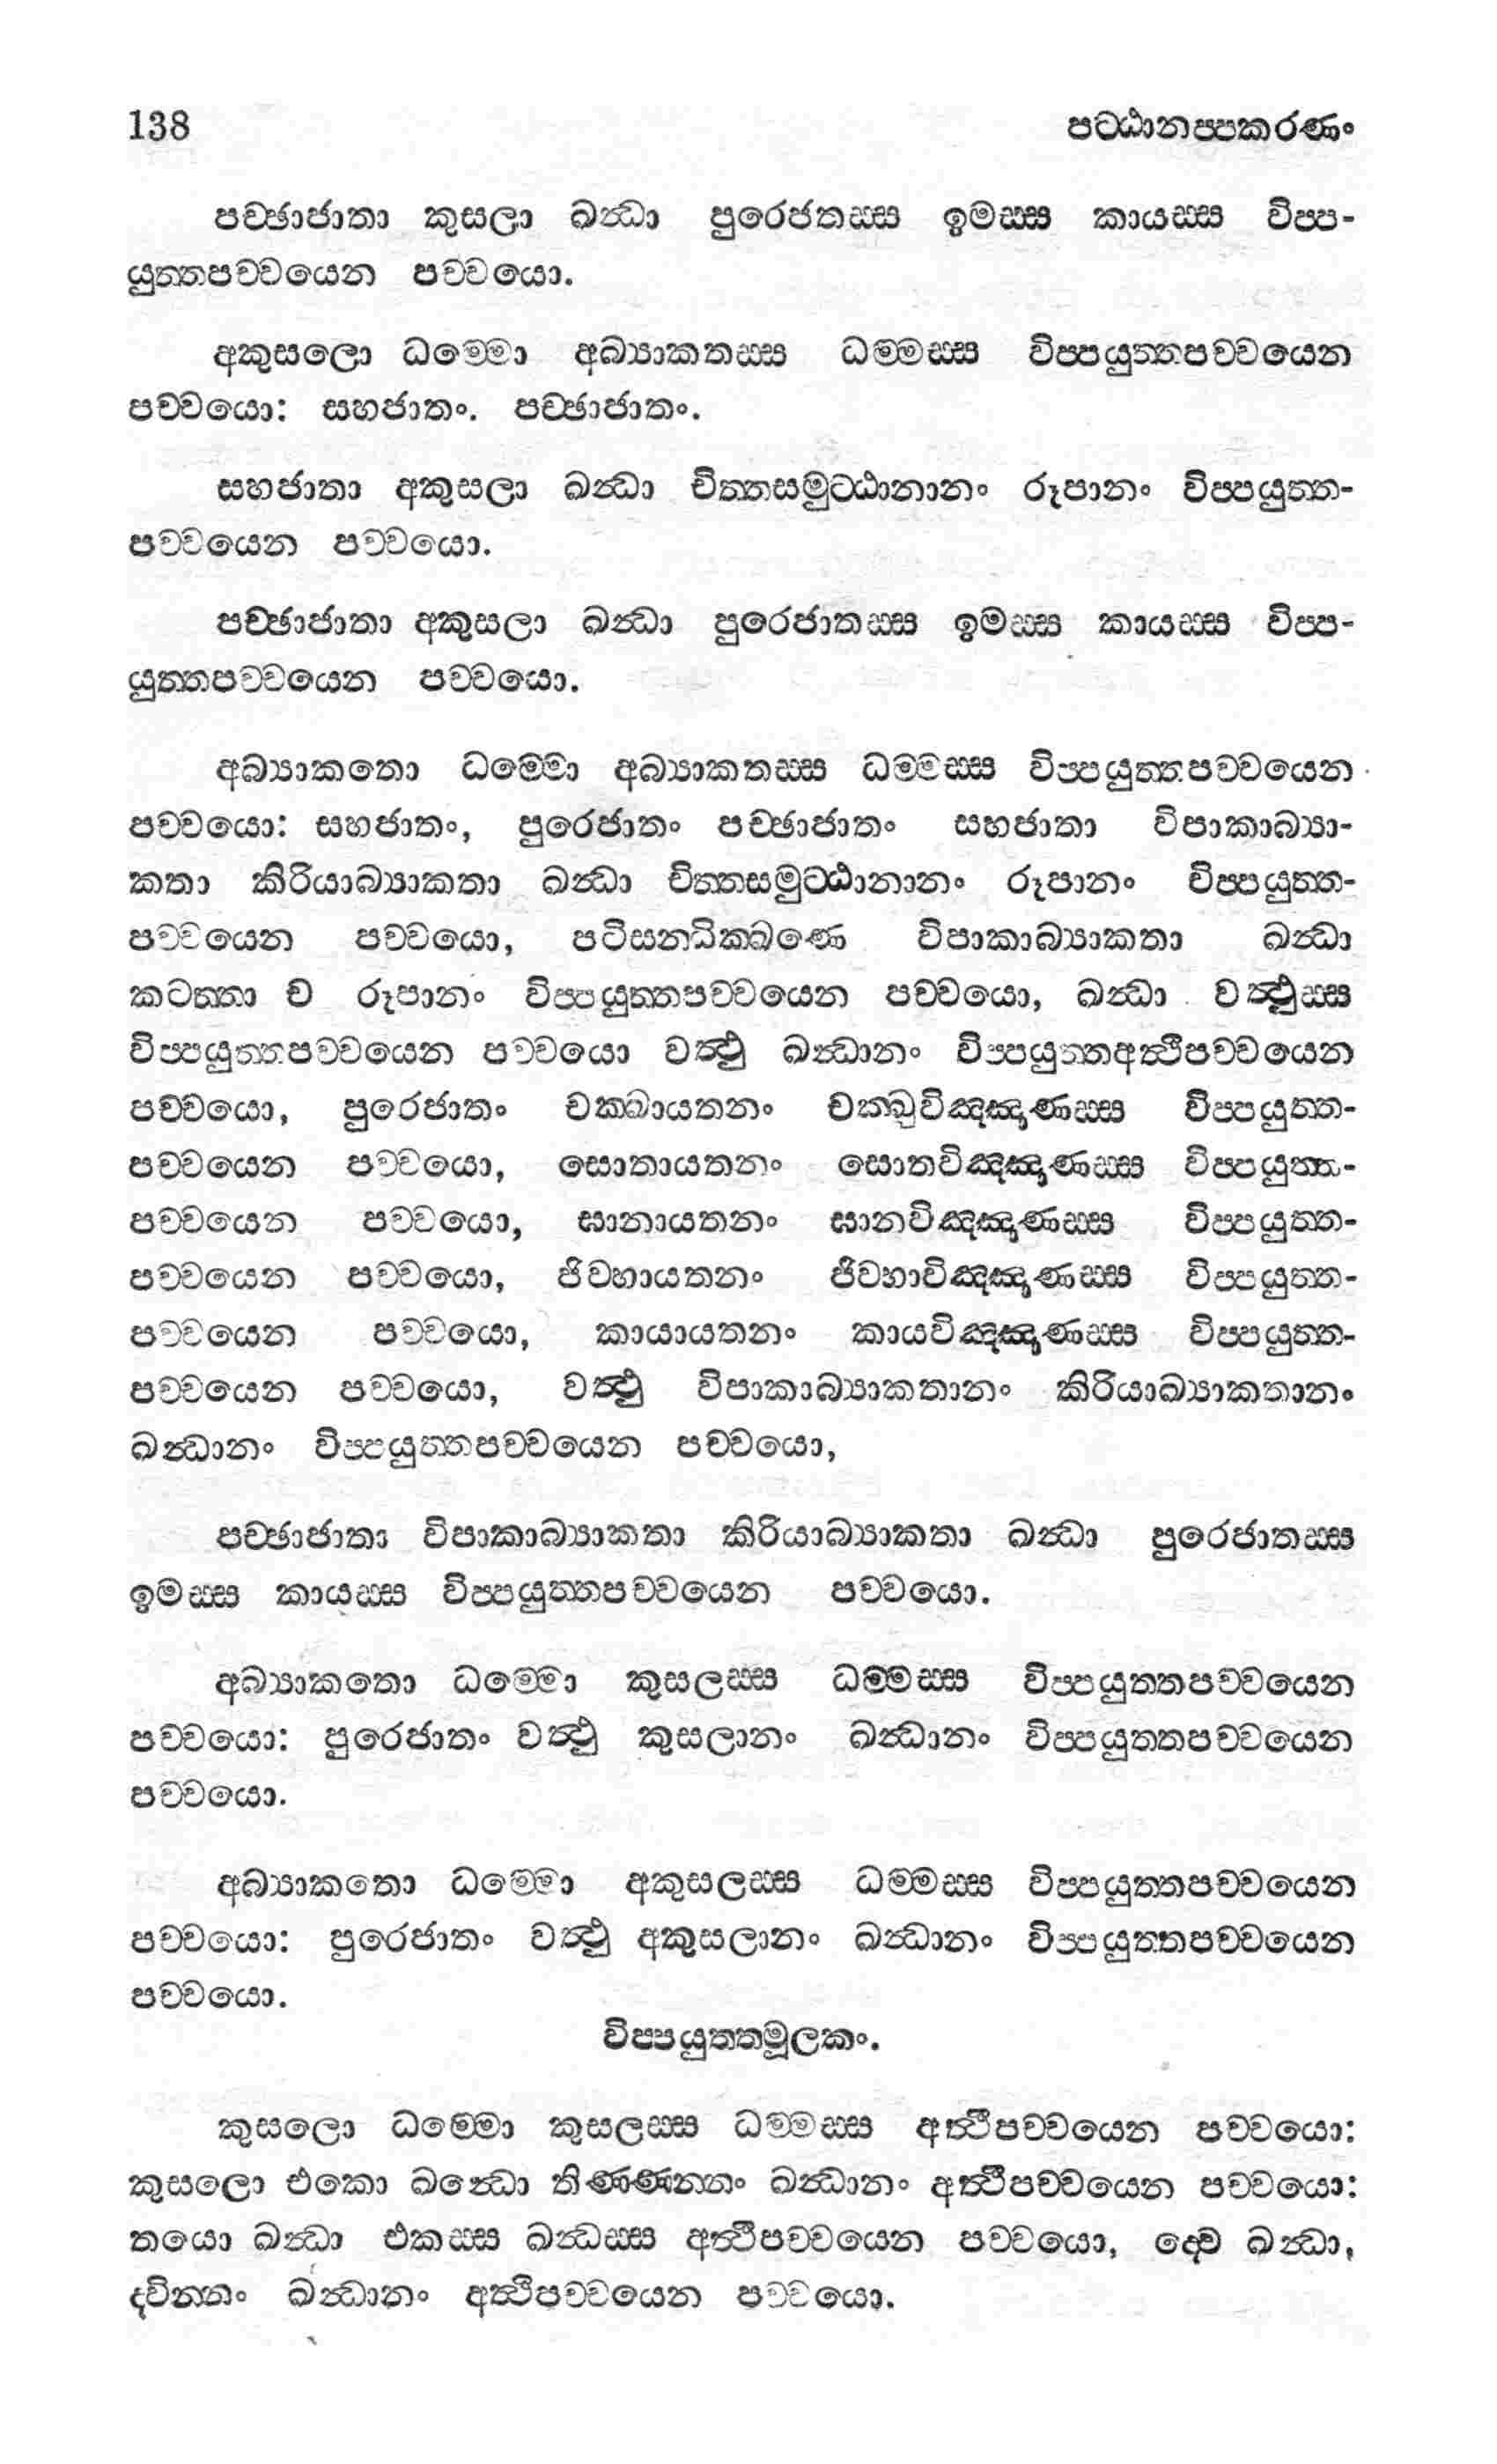 138 පට්ඨානප්පකරණං
පච්ඡාජාතා කුසලා ඛන්ධා පුරෙජතස්ස ඉමස්ස කායස්ස විප්ප-
යුත්තපච්චයෙන පච්චයො.
අකුසලො ධම්මො අබ්‍යාකතස්ස ධම්මස්ස විප්පයුත්තපච්චයෙන
පච්චයො: සහජාතං. පච්ඡාජාතං.
සහජාතා අකුසලා ඛන්ධා චිත්තසමුට්ඨානානං රූපානං විප්පයුත්ත-
පච්චයෙන පච්චයො.
පච්ඡාජාතා අකුසලා ඛන්ධා පුරෙජාතස්ස ඉමස්ස කායස්ස විප්ප-
යුත්තපච්චයෙන පච්චයො.
අබ්‍යාකතො ධම්මො අබ්‍යාකතස්ස ධම්මස්ස විප්පයුත්තපච්චයෙන
පච්චයො: සහජාතං, පුරෙජාතං පච්ඡාජාතං සහජාතා විපාකාබ්‍යා-
කතා කිරියාබ්‍යාකතා ඛන්ධා චිත්තසමුට්ඨානානං රූපානං විප්පයුත්ත-
පච්චයෙන පච්චයො, පටිසන්ධික්ඛණෙ විපාකාබ්‍යාකතා ඛන්ධා
කටත්තා ච රූපානං විප්පයුත්තපච්චයෙන පච්චයො, ඛන්ධා වත්ථුස්ස
විප්පයුත්තපච්චයෙන පච්චයො වත්ථු ඛන්ධානං විප්පයුත්තඅත්ථිපච්චයෙන
පච්චයො, පුරෙජාතං චක්ඛායතනං චක්ඛුවිඤ්ඤාණස්ස විප්පයුත්ත-
පච්චයෙන පච්චයො, සොතායතනං සොතවිඤ්ඤාණස්ස විප්පයුත්ත-
පච්චයෙන පච්චයො, ඝානායතනං ඝානවිඤ්ඤාණස්ස විප්පයුත්ත-
පච්චයෙන පච්චයො, ජිව්හායතනං ජිව්හාවිඤ්ඤාණස්ස විප්පයුත්ත-
පච්චයෙන පච්චයො, කායායතනං කායවිඤ්ඤාණස්ස විප්පයුත්ත-
පච්චයෙන පච්චයො, වත්ථු විපාකාබ්‍යාකතානං කිරියාඛ්‍යාකතානං
ඛන්ධානං විප්පයුත්තපච්චයෙන පච්චයො,
පච්ඡාජාතා විපාකාබ්‍යාකතා කිරියාබ්‍යාකතා ඛන්ධා පුරෙජාතස්ස
ඉමස්ස කායස්ස විප්පයුත්තපච්චයෙන පච්චයො.
අබ්‍යාකතො ධම්මො කුසලස්ස ධම්මස්ස විප්පයුත්තපච්චයෙන
පච්චයො: පුරෙජාතං වත්ථු කුසලානං ඛන්ධානං විප්පයුත්තපච්චයෙන
පච්චයො.
අබ්‍යාකතො ධම්මො අකුසලස්ස ධම්මස්ස විප්පයුත්තපච්චයෙන
පච්චයො: පුරෙජාතං වත්ථු අකුසලානං ඛන්ධානං විප්පයුත්තපච්චයෙන
පච්චයො.
විප්පයුත්තමූලකං.
කුසලො ධම්මො කුසලස්ස ධම්මස්ස අත්ථිපච්චයෙන පච්චයො:
කුසලො එකො ඛන්ධො තිණ්ණන්නං ඛන්ධානං අත්ථිපච්චයෙන පච්චයො:
තයො ඛන්ධා එකස්ස ඛන්ධස්ස අත්ථිපච්චයෙන පච්චයො, ද්වෙ ඛන්ධා,
ද්වින්නං ඛන්ධානං අත්ථිපච්චයෙන පච්චයො.